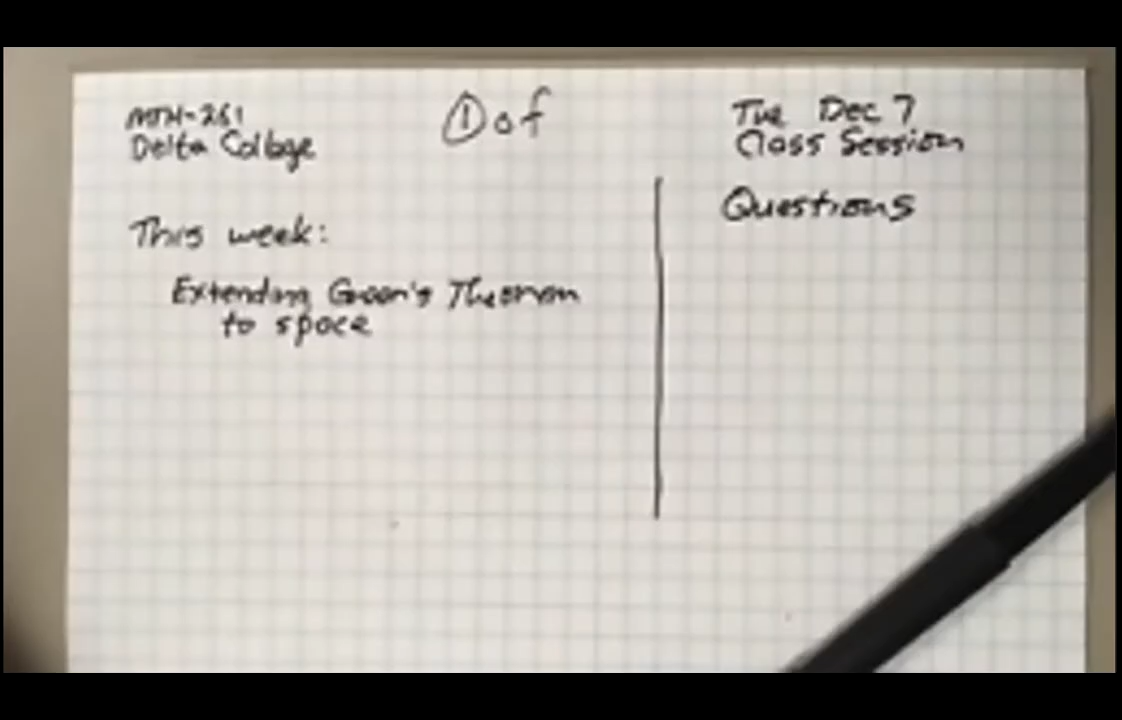 MTH-261
Delta College
① of
Tue Dec 7
Class Session
This week:
Extending Green's Theorem
to space
Questions